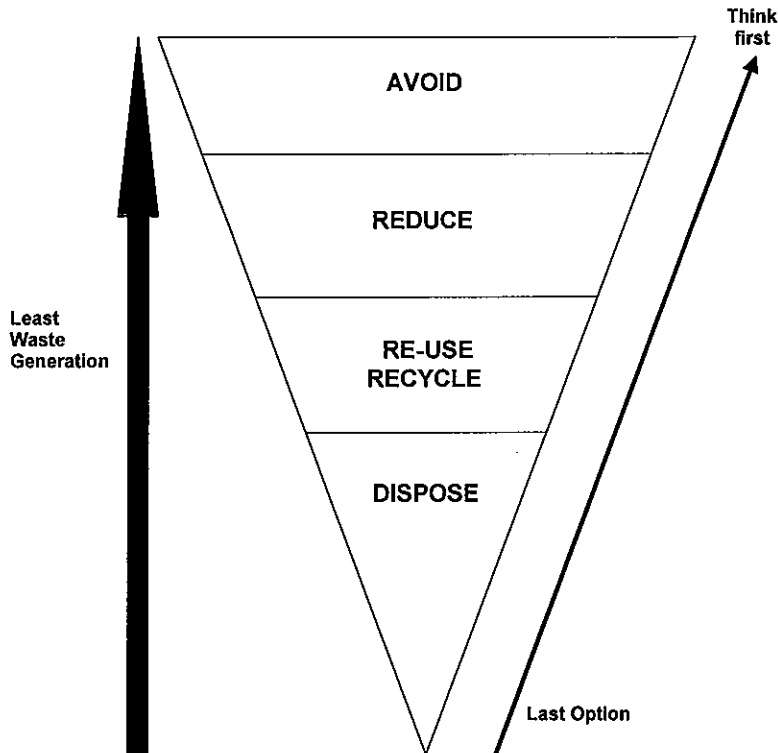 Think
first
AVOID
REDUCE
Least
Waste
Generation
RE-USE
RECYCLE
DISPOSE
Last Option